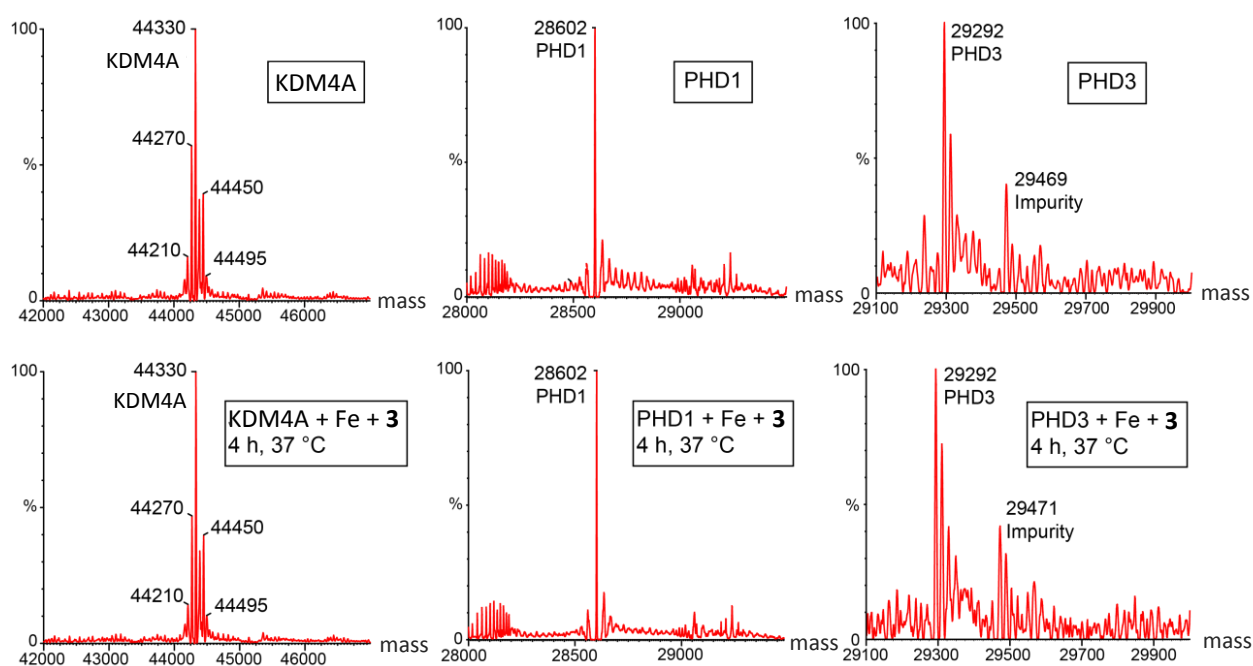 100
44330
KDM4A
KDM4A
44270
%
44450
44210
44495
0
42000 43000 44000 45000 46000 mass
100
28602
PHD1
PHD1
%
0
28000 28500 29000 mass
100
29292
PHD3
PHD3
%
29469
Impurity
0
29100 29300 29500 29700 29900 mass
100
44330
KDM4A
KDM4A + Fe + 3
4 h, 37 °C
44270
%
44450
44210
44495
0
42000 43000 44000 45000 46000 mass
100
28602
PHD1
PHD1 + Fe + 3
4 h, 37 °C
%
0
28000 28500 29000 mass
100
29292
PHD3
PHD3 + Fe + 3
4 h, 37 °C
%
29471
Impurity
0
29100 29300 29500 29700 29900 mass